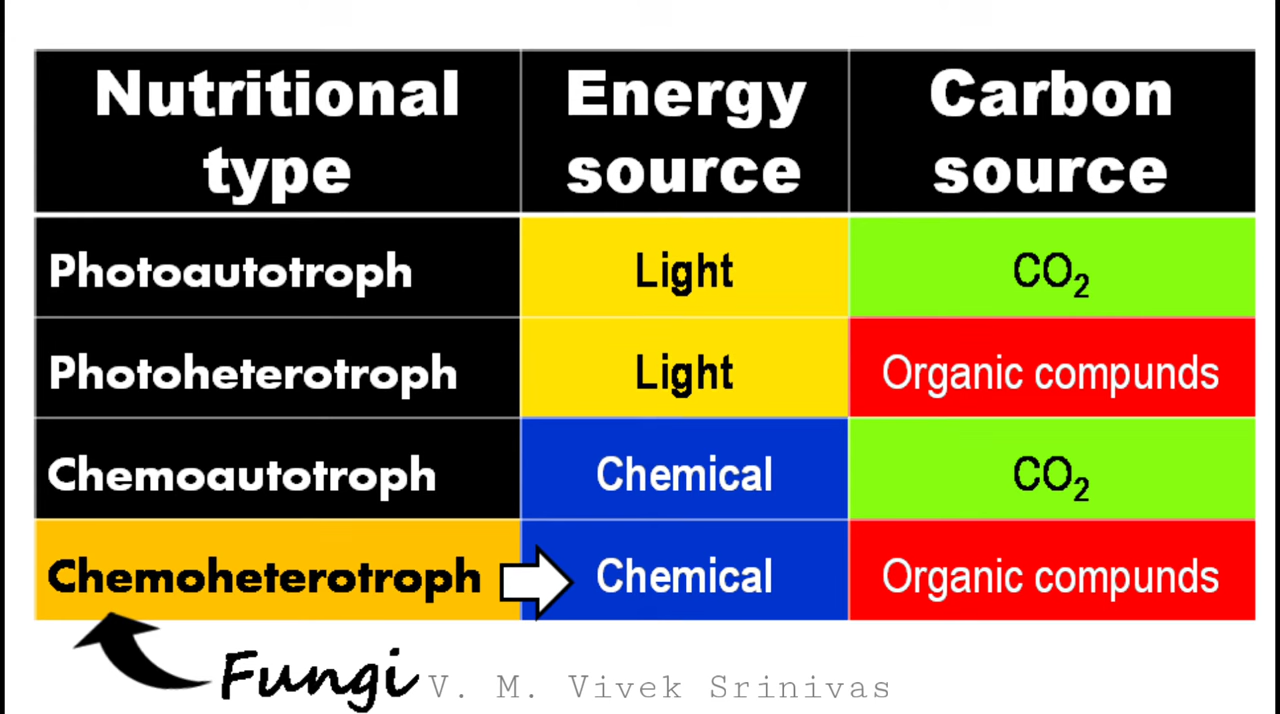 Nutritional type Energy source Carbon source
Photoautotroph Light CO₂
Photoheterotroph Light Organic compunds
Chemoautotroph Chemical CO₂
Chemoheterotroph Chemical Organic compunds
Fungi V. M. Vivek Srinivas